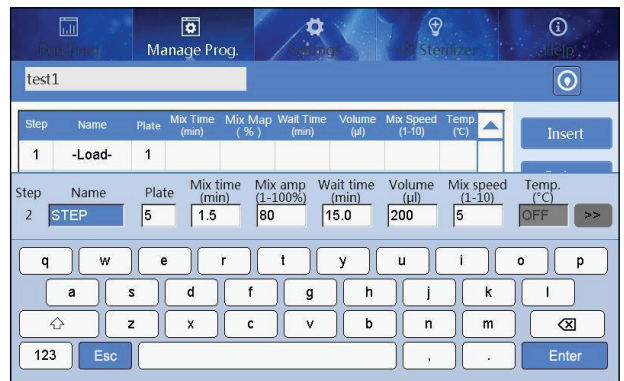 Manage Prog.
Help
test1
Step Name Plate Mix Time (min) Mix Map ( % ) Wait Time (min) Volume (µl) Mix Speed (1-10) Temp. (℃)
Insert
1 -Load- 1
Step Name Plate Mix time (min) Mix amp (1-100%) Wait time (min) Volume (µl) Mix speed (1-10) Temp. (°C)
2 STEP 5 1.5 80 15.0 200 5 OFF >>
q w e r t y u i o p
a s d f g h j k l
z x c v b n m
123 Esc , . Enter